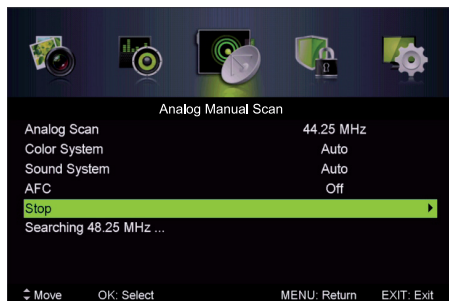 Analog Manual Scan
Analog Scan 44.25 MHz
Color System Auto
Sound System Auto
AFC Off
Stop
Searching 48.25 MHz ...
Move OK: Select MENU: Return EXIT: Exit